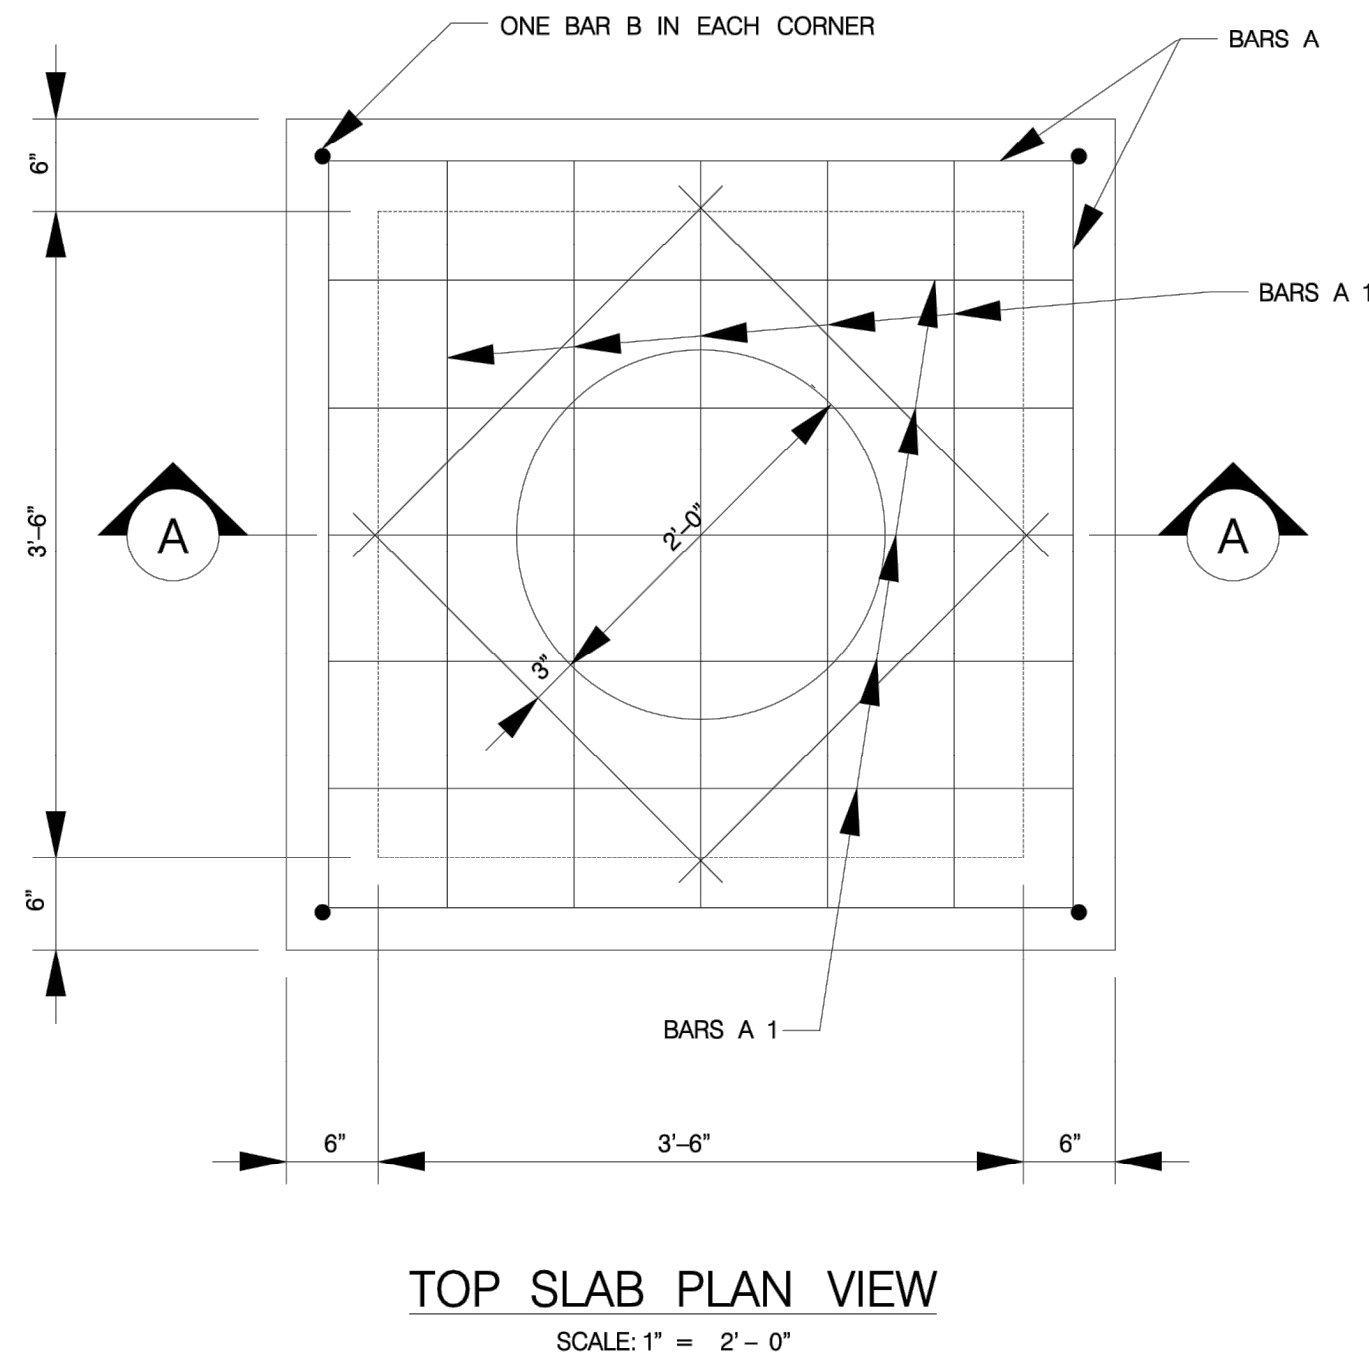 ONE BAR B IN EACH CORNER
BARS A
6”
BARS A 1
3’–6”
A
2’–0”
A
3”
6”
BARS A 1
6”
3’–6”
6”
TOP SLAB PLAN VIEW
SCALE: 1” = 2’ – 0”